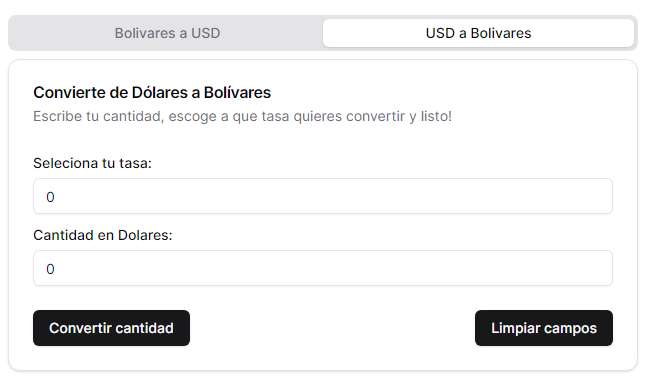 Bolivares a USD
USD a Bolivares
Convierte de Dólares a Bolívares
Escribe tu cantidad, escoge a que tasa quieres convertir y listo!
Seleciona tu tasa:
0
Cantidad en Dolares:
0
Convertir cantidad
Limpiar campos